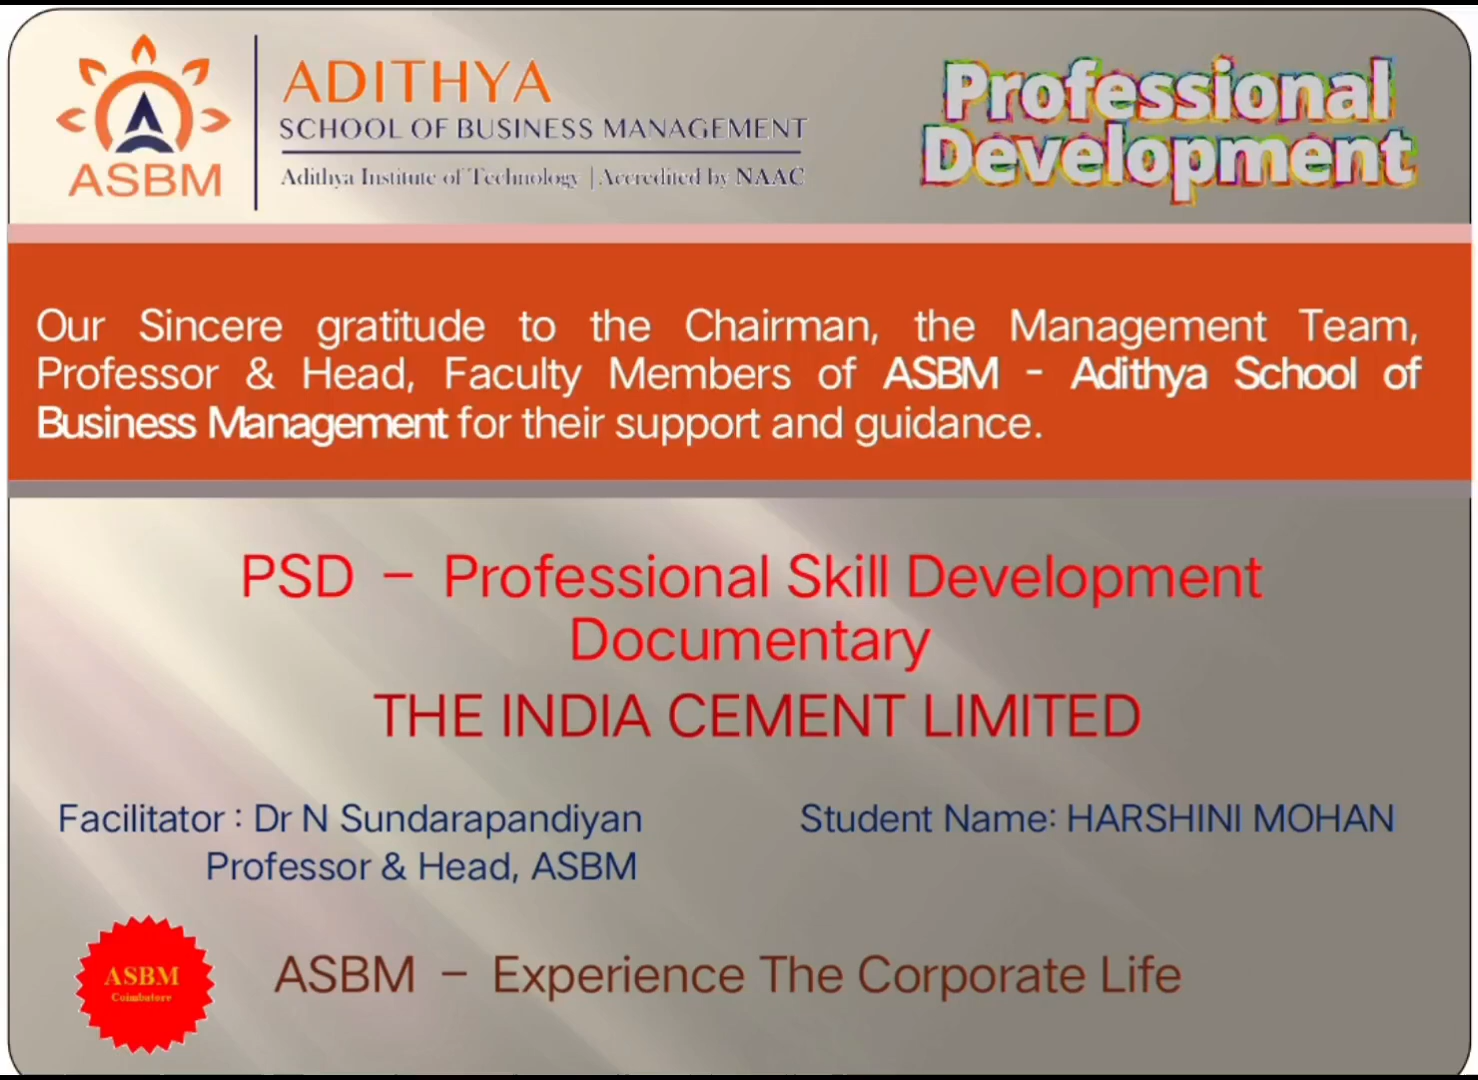 ASBM
ADITHYA
SCHOOL OF BUSINESS MANAGEMENT
Adithya Institute of Technology | Accredited by NAAC
Professional
Development
Our Sincere gratitude to the Chairman, the Management Team,
Professor & Head, Faculty Members of ASBM - Adithya School of
Business Management for their support and guidance.
PSD – Professional Skill Development
Documentary
THE INDIA CEMENT LIMITED
Facilitator : Dr N Sundarapandiyan
Professor & Head, ASBM
Student Name: HARSHINI MOHAN
ASBM
Coimbatore
ASBM – Experience The Corporate Life